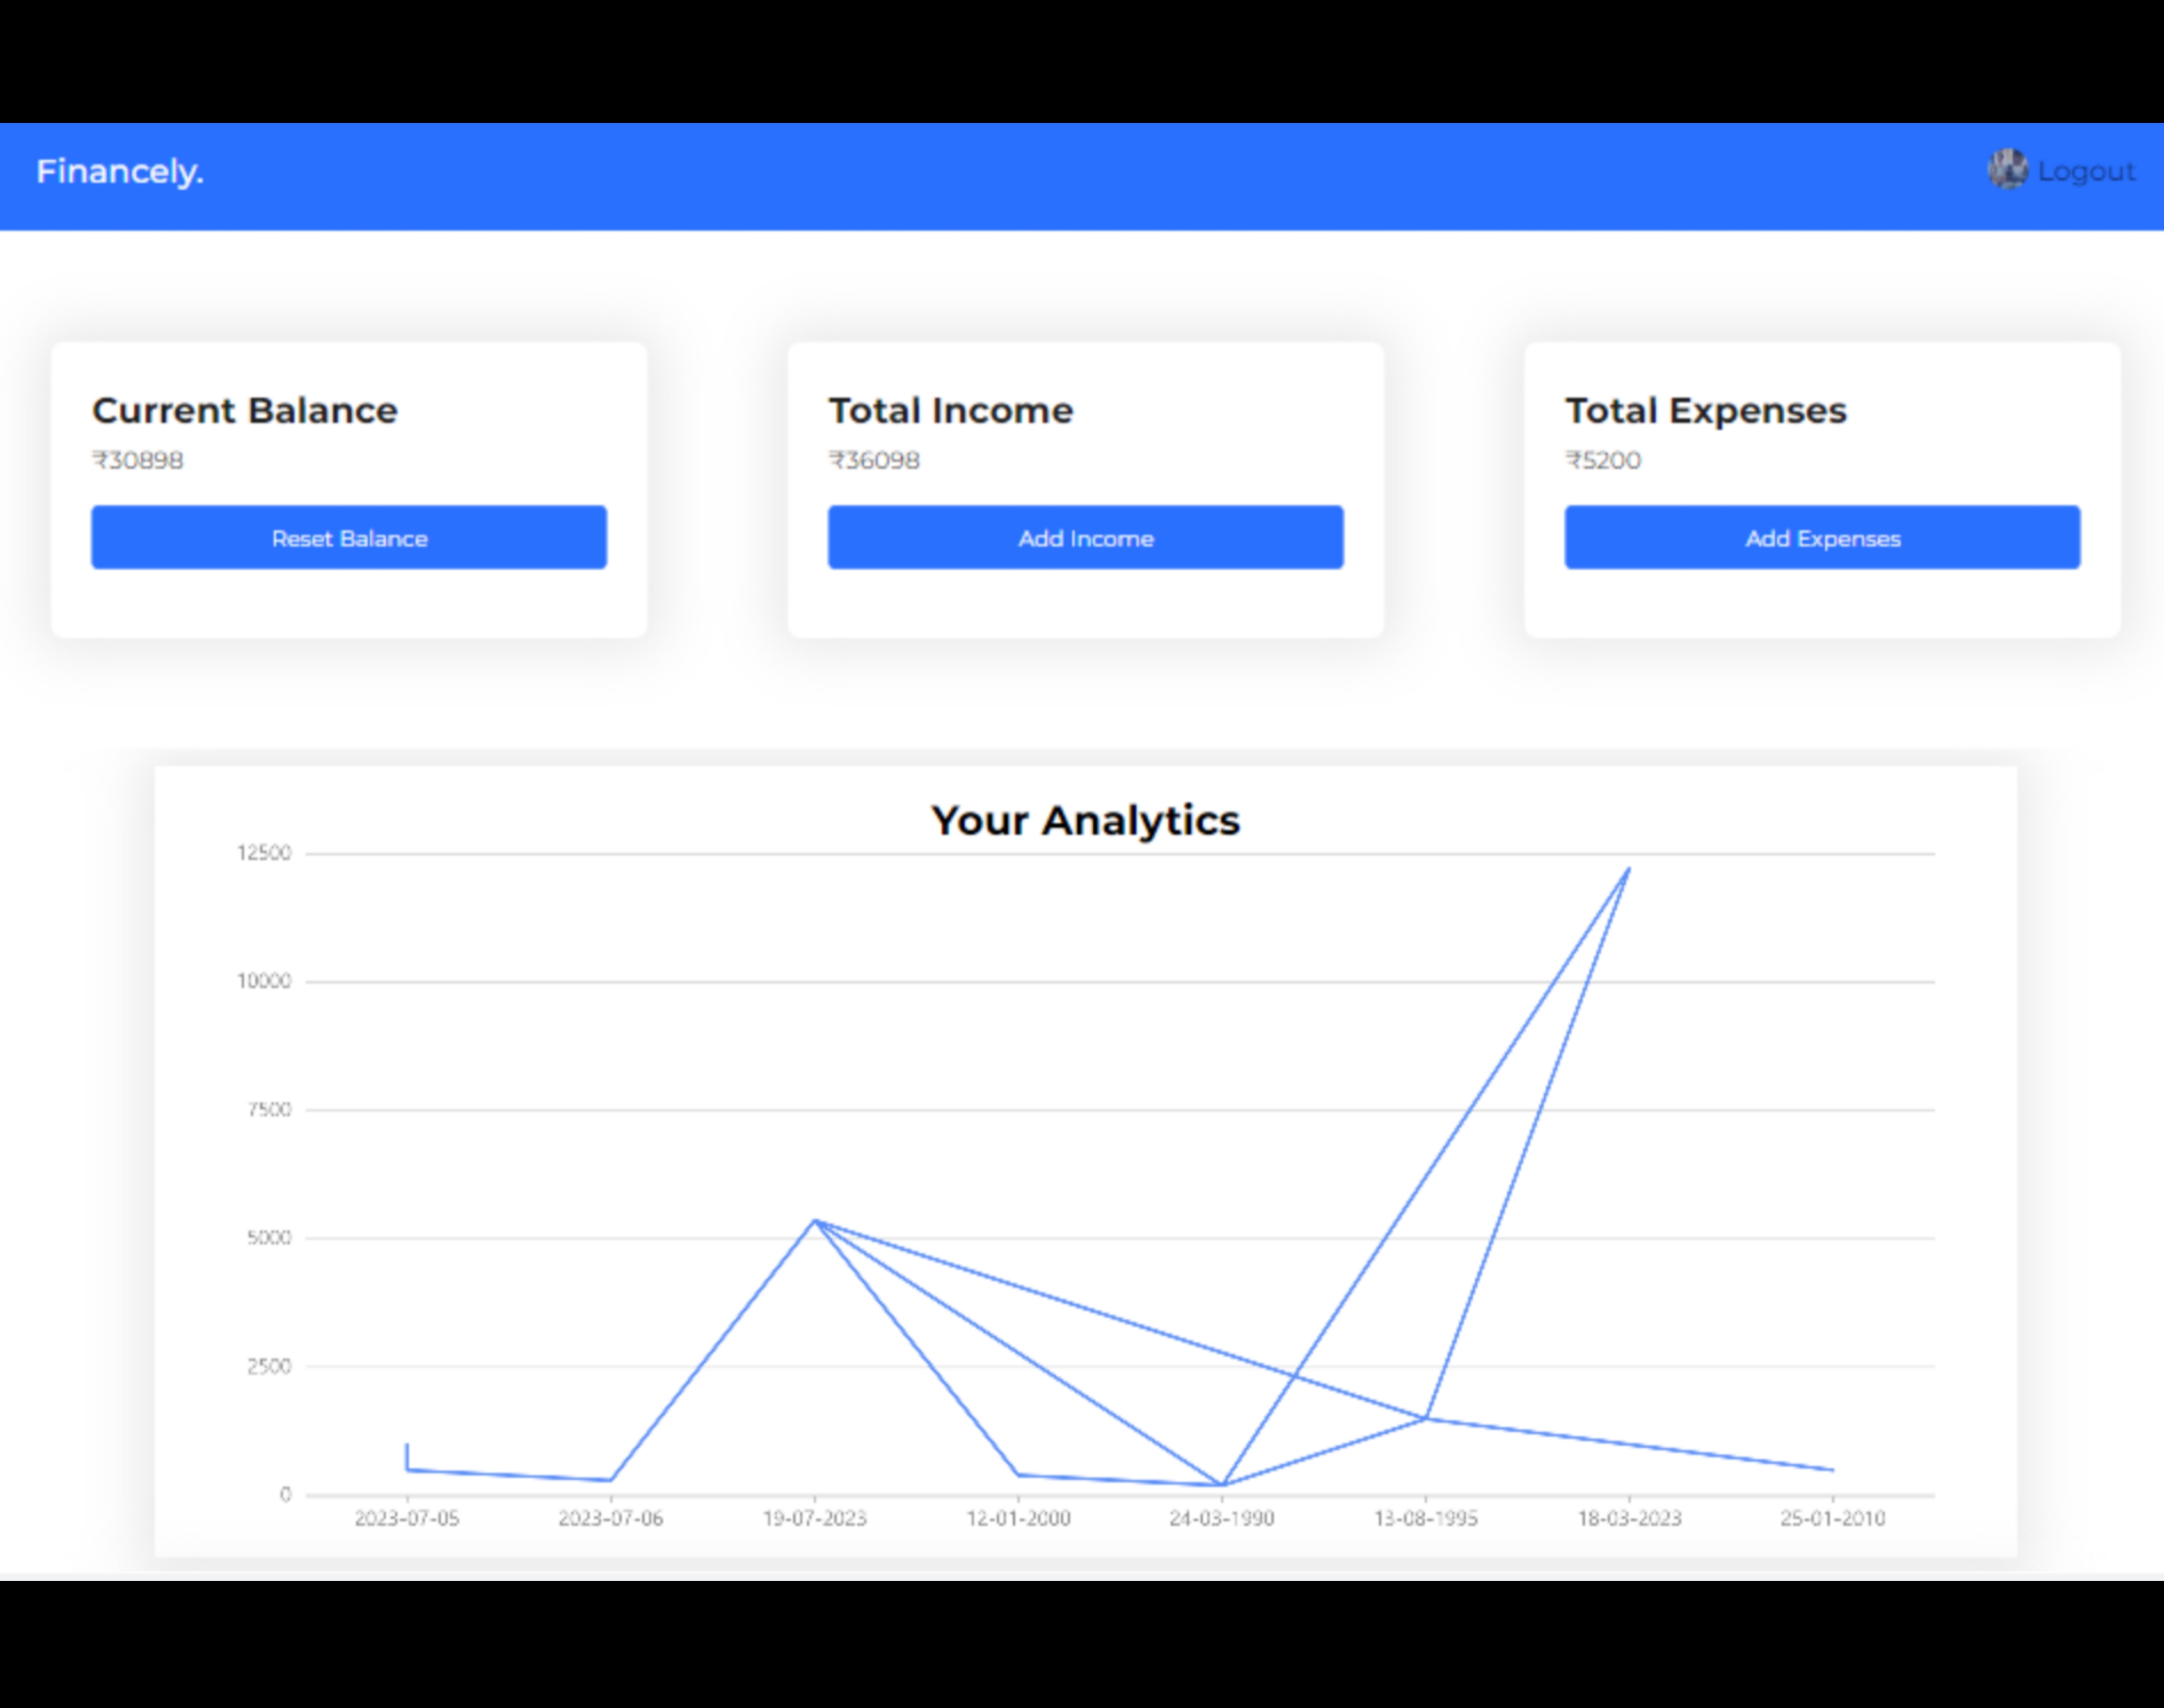 Financely.
Logout
Current Balance
₹30898
Reset Balance
Total Income
₹36098
Add Income
Total Expenses
₹5200
Add Expenses
Your Analytics
12500
10000
7500
5000
2500
0
2023-07-05 2023-07-06 19-07-2023 12-01-2000 24-03-1990 13-08-1995 18-03-2023 25-01-2010